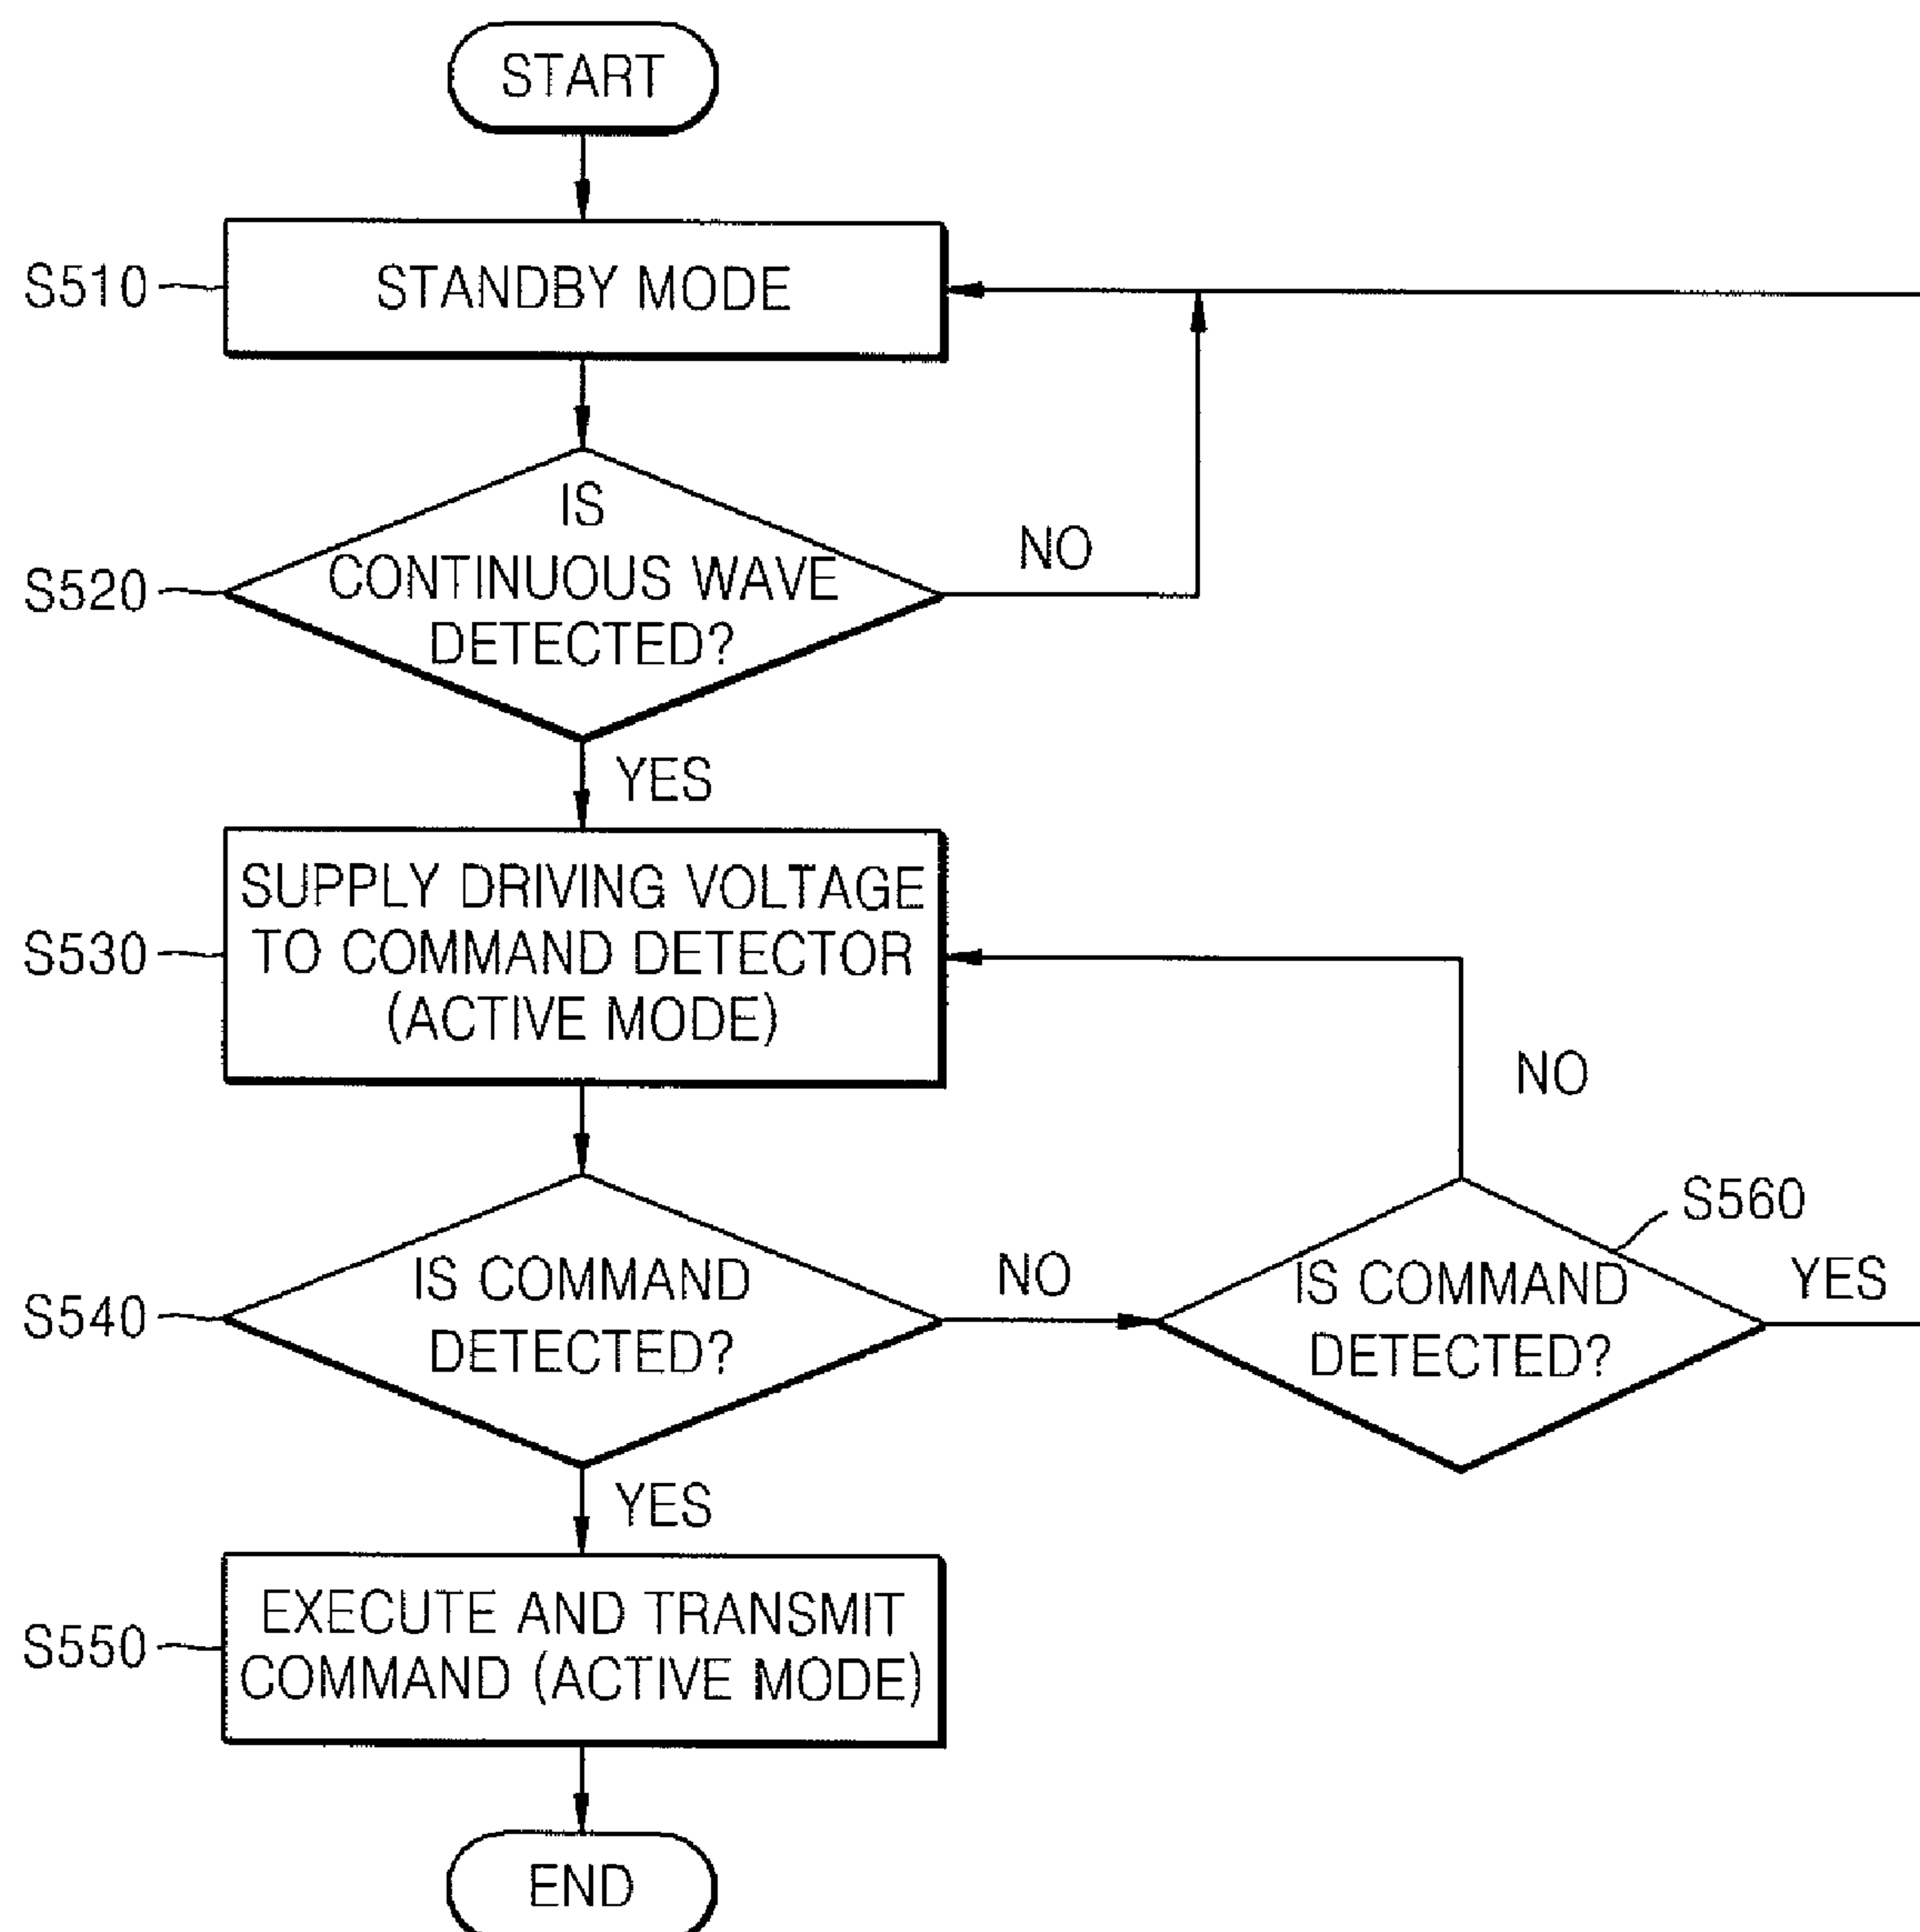 START
S510
STANDBY MODE
S520
IS
CONTINUOUS WAVE
DETECTED?
NO
YES
S530
SUPPLY DRIVING VOLTAGE
TO COMMAND DETECTOR
(ACTIVE MODE)
NO
S540
IS COMMAND
DETECTED?
NO
S560
IS COMMAND
DETECTED?
YES
YES
S550
EXECUTE AND TRANSMIT
COMMAND (ACTIVE MODE)
END